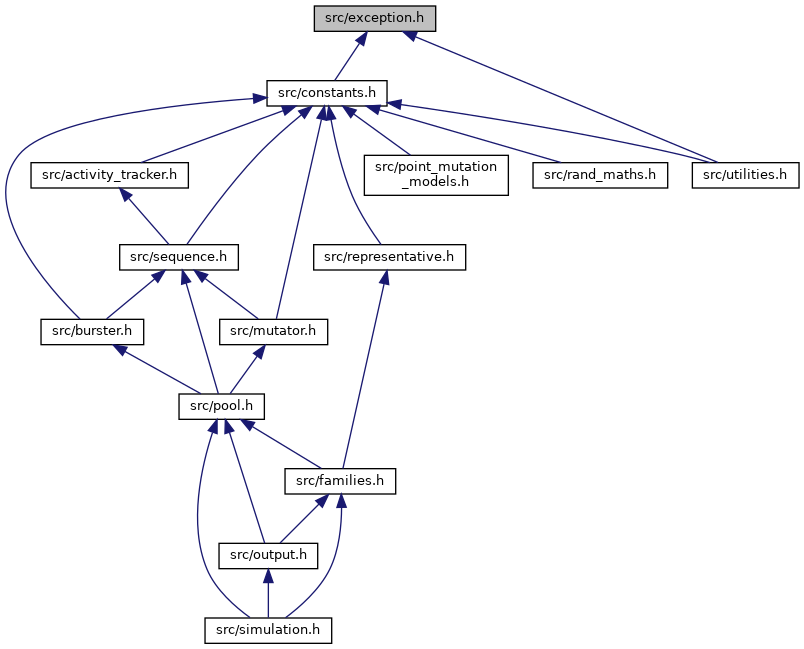 src/exception.h
src/constants.h
src/activity_tracker.h
src/point_mutation
_models.h
src/rand_maths.h
src/utilities.h
src/sequence.h
src/representative.h
src/burster.h
src/mutator.h
src/pool.h
src/families.h
src/output.h
src/simulation.h